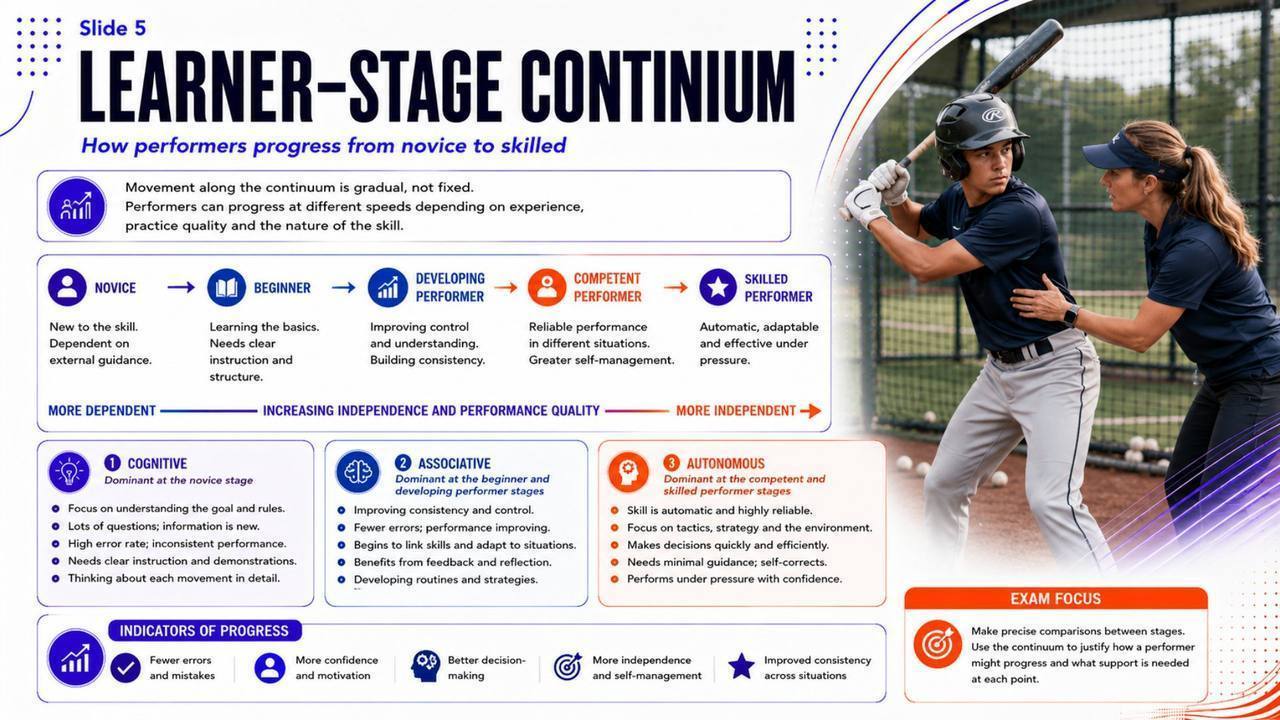 Slide 5
LEARNER-STAGE CONTINIUM
How performers progress from novice to skilled
Movement along the continuum is gradual, not fixed.
Performers can progress at different speeds depending on experience,
practice quality and the nature of the skill.
NOVICE
New to the skill.
Dependent on
external guidance.
BEGINNER
Learning the basics.
Needs clear
instruction and
structure.
DEVELOPING
PERFORMER
Improving control
and understanding.
Building consistency.
COMPETENT
PERFORMER
Reliable performance
in different situations.
Greater self-management.
SKILLED
PERFORMER
Automatic, adaptable
and effective under
pressure.
MORE DEPENDENT
INCREASING INDEPENDENCE AND PERFORMANCE QUALITY
MORE INDEPENDENT
1 COGNITIVE
Dominant at the novice stage
Focus on understanding the goal and rules.
Lots of questions; information is new.
High error rate; inconsistent performance.
Needs clear instruction and demonstrations.
Thinking about each movement in detail.
2 ASSOCIATIVE
Dominant at the beginner and
developing performer stages
Improving consistency and control.
Fewer errors; performance improving.
Begins to link skills and adapt to situations.
Benefits from feedback and reflection.
Developing routines and strategies.
3 AUTONOMOUS
Dominant at the competent and
skilled performer stages
Skill is automatic and highly reliable.
Focus on tactics, strategy and the environment.
Makes decisions quickly and efficiently.
Needs minimal guidance; self-corrects.
Performs under pressure with confidence.
INDICATORS OF PROGRESS
Fewer errors
and mistakes
More confidence
and motivation
Better decision-
making
More independence
and self-management
Improved consistency
across situations
EXAM FOCUS
Make precise comparisons between stages.
Use the continuum to justify how a performer
might progress and what support is needed
at each point.
R